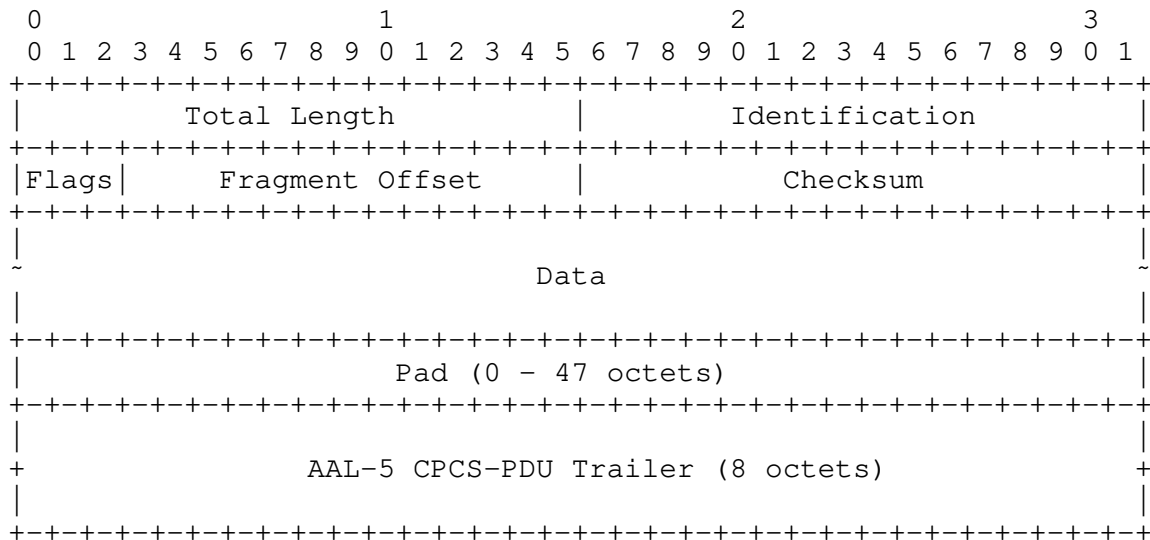 0                   1                   2                   3
 0 1 2 3 4 5 6 7 8 9 0 1 2 3 4 5 6 7 8 9 0 1 2 3 4 5 6 7 8 9 0 1
+-+-+-+-+-+-+-+-+-+-+-+-+-+-+-+-+-+-+-+-+-+-+-+-+-+-+-+-+-+-+-+-+
|         Total Length          |        Identification         |
+-+-+-+-+-+-+-+-+-+-+-+-+-+-+-+-+-+-+-+-+-+-+-+-+-+-+-+-+-+-+-+-+
|Flags|     Fragment Offset     |           Checksum            |
+-+-+-+-+-+-+-+-+-+-+-+-+-+-+-+-+-+-+-+-+-+-+-+-+-+-+-+-+-+-+-+-+
|                                                               |
~                             Data                              ~
|                                                               |
+-+-+-+-+-+-+-+-+-+-+-+-+-+-+-+-+-+-+-+-+-+-+-+-+-+-+-+-+-+-+-+-+
|                     Pad (0 - 47 octets)                       |
+-+-+-+-+-+-+-+-+-+-+-+-+-+-+-+-+-+-+-+-+-+-+-+-+-+-+-+-+-+-+-+-+
|                                                               |
+                AAL-5 CPCS-PDU Trailer (8 octets)              +
|                                                               |
+-+-+-+-+-+-+-+-+-+-+-+-+-+-+-+-+-+-+-+-+-+-+-+-+-+-+-+-+-+-+-+-+